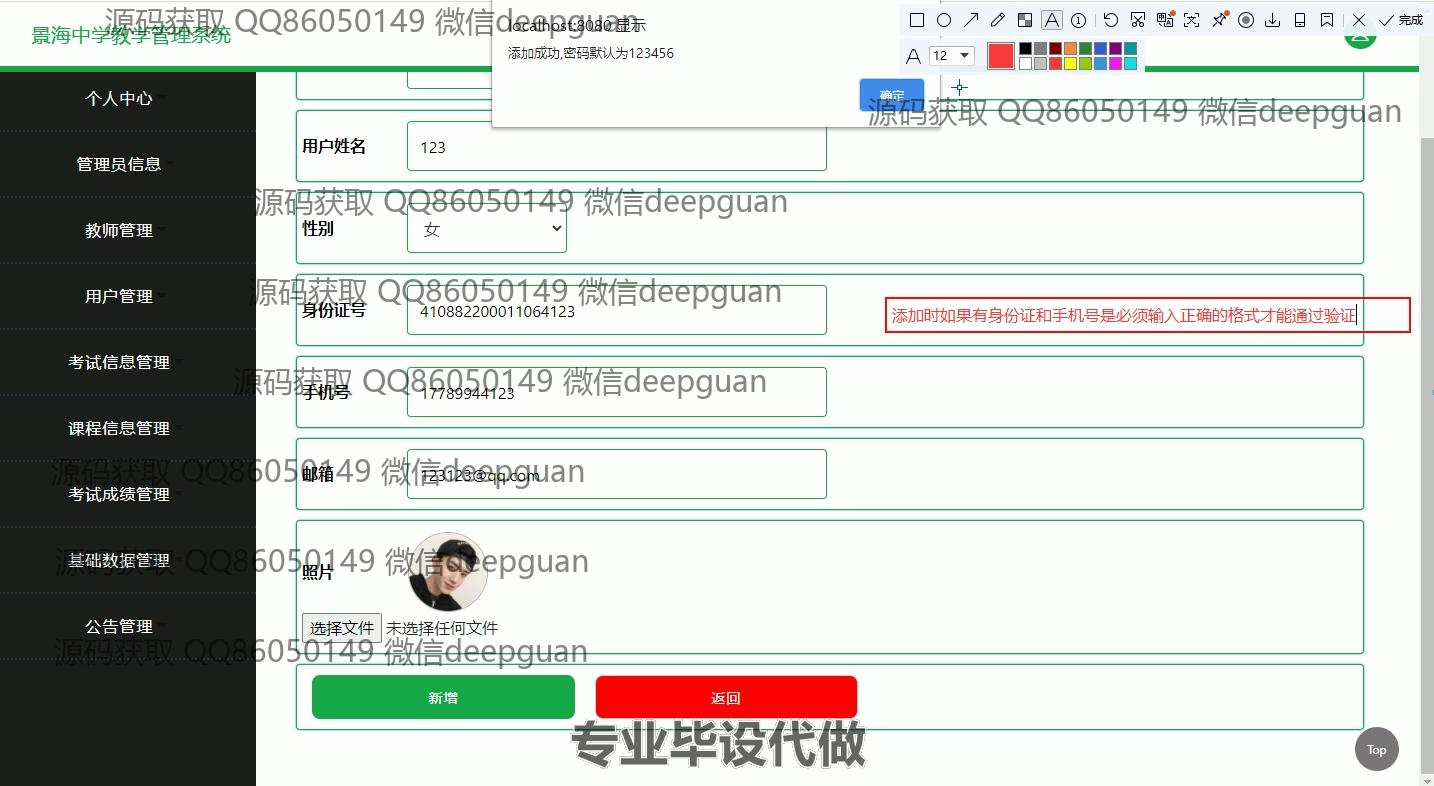 源码获取 QQ86050149 微信deepguan
景海中学教学管理系统
localhost:8080 显示
添加成功,密码默认为123456
确定
完成
A 12
源码获取 QQ86050149 微信deepguan
个人中心
管理员信息
教师管理
用户管理
考试信息管理
课程信息管理
考试成绩管理
基础数据管理
公告管理
用户姓名 123
源码获取 QQ86050149 微信deepguan
性别 女
源码获取 QQ86050149 微信deepguan
身份证号 410882200011064123
添加时如果有身份证和手机号是必须输入正确的格式才能通过验证
源码获取 QQ86050149 微信deepguan
手机号 17789944123
源码获取 QQ86050149 微信deepguan
邮箱 123123@qq.com
源码获取 QQ86050149 微信deepguan
照片
选择文件 未选择任何文件
源码获取 QQ86050149 微信deepguan
新增 返回
专业毕设代做
Top